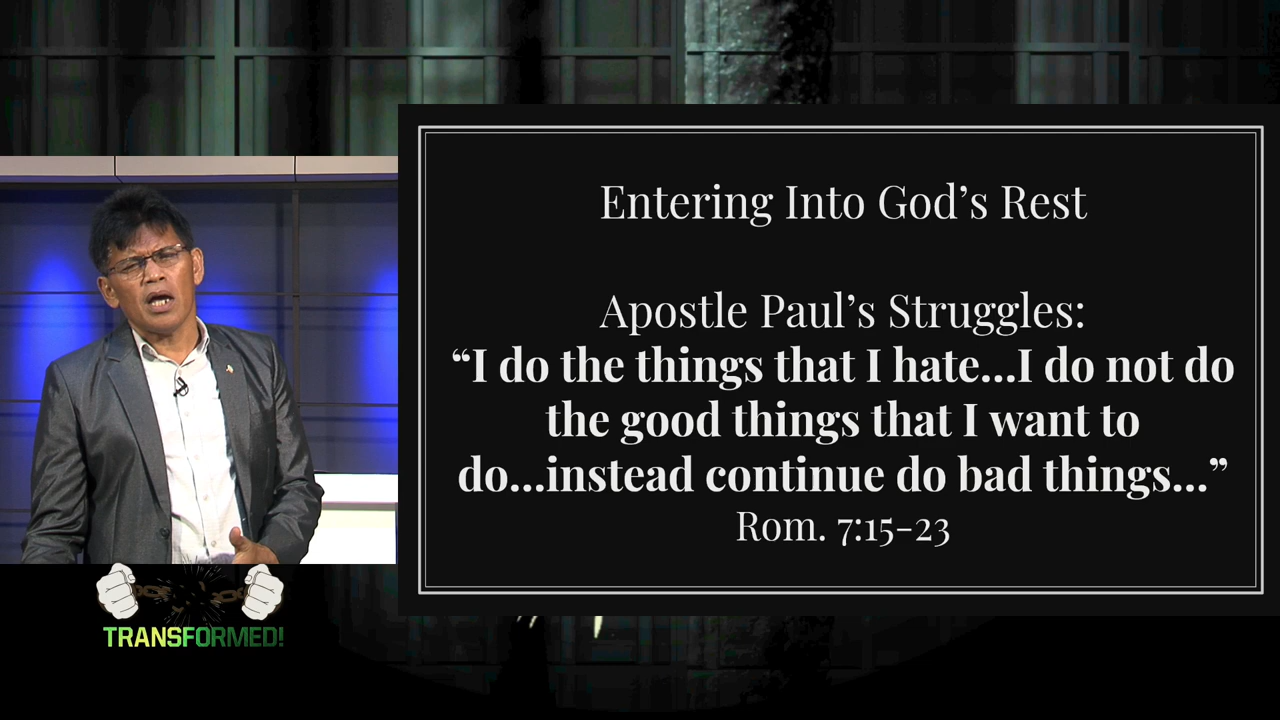 Entering Into God’s Rest
Apostle Paul’s Struggles:
“I do the things that I hate...I do not do
the good things that I want to
do...instead continue do bad things...”
Rom. 7:15-23
TRANSFORMED!